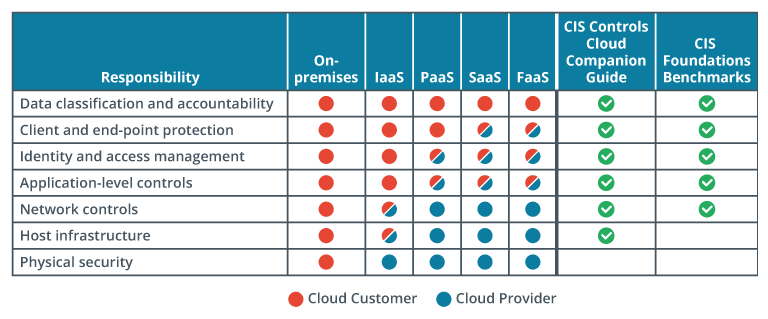 Responsibility
On-
premises
IaaS
PaaS
SaaS
FaaS
CIS Controls
Cloud
Companion
Guide
CIS
Foundations
Benchmarks
Data classification and accountability
Client and end-point protection
Identity and access management
Application-level controls
Network controls
Host infrastructure
Physical security
Cloud Customer
Cloud Provider